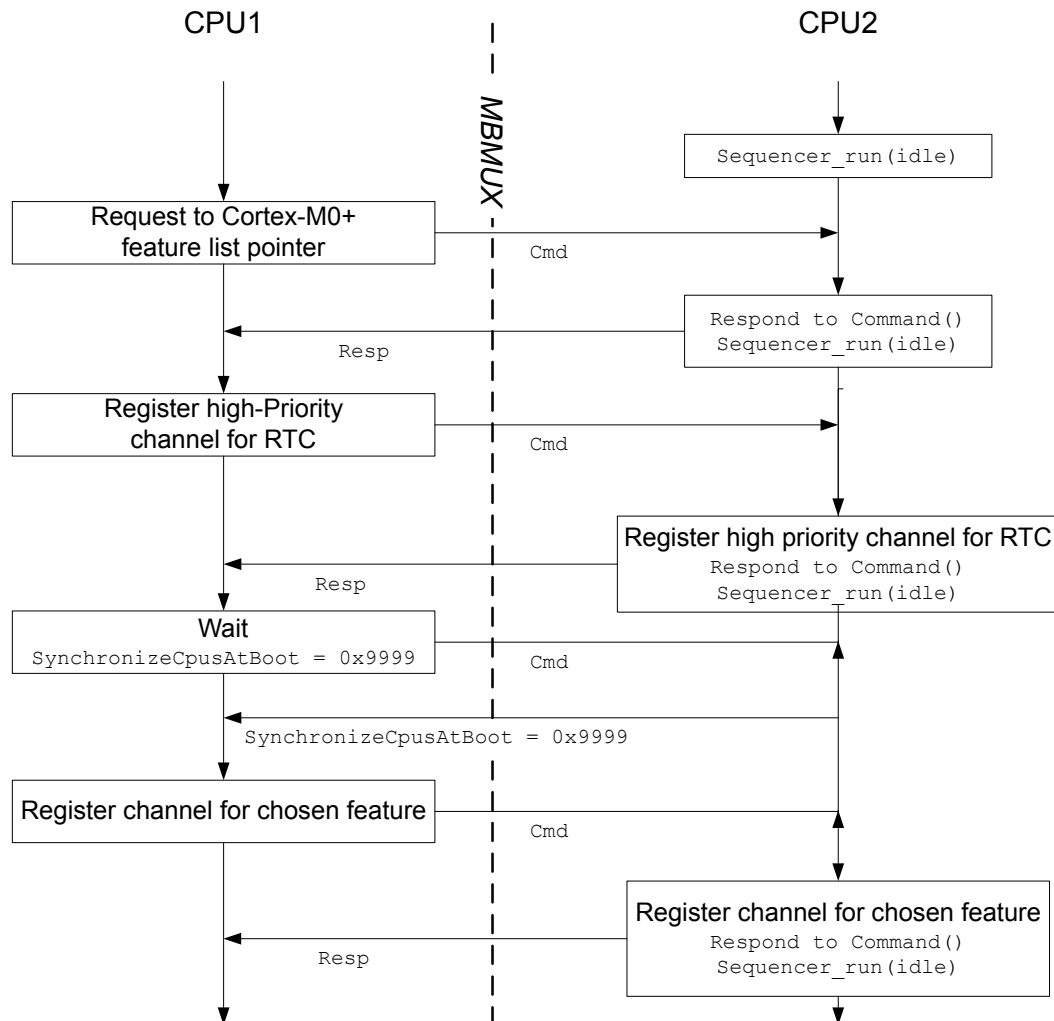 CPU1
CPU2
MBMUX
Sequencer_run(idle)
Request to Cortex-M0+
feature list pointer
Cmd
Respond to Command()
Sequencer_run(idle)
Resp
Register high-Priority
channel for RTC
Cmd
Register high priority channel for RTC
Respond to Command()
Sequencer_run(idle)
Resp
Wait
SynchronizeCpusAtBoot = 0x9999
Cmd
SynchronizeCpusAtBoot = 0x9999
Register channel for chosen feature
Cmd
Register channel for chosen feature
Respond to Command()
Sequencer_run(idle)
Resp